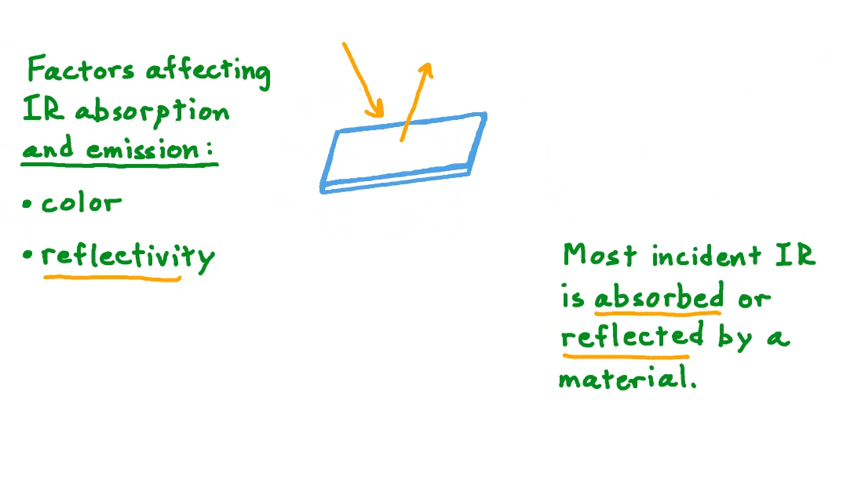 Factors affecting
IR absorption
and emission:
• color
• reflectivity
Most incident IR
is absorbed or
reflected by a
material.